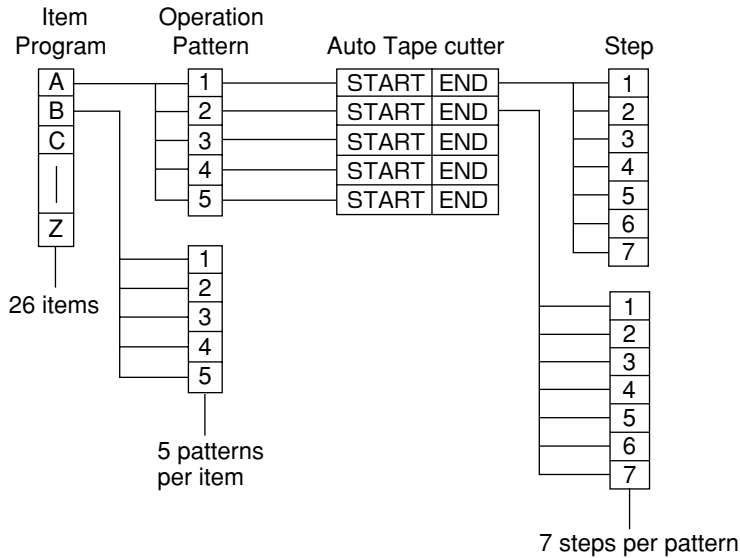 Item
Program
Operation
Pattern
Auto Tape cutter
Step
A
B
C
Z
26 items
1
2
3
4
5
START END
START END
START END
START END
START END
1
2
3
4
5
6
7
1
2
3
4
5
5 patterns
per item
1
2
3
4
5
6
7
7 steps per pattern